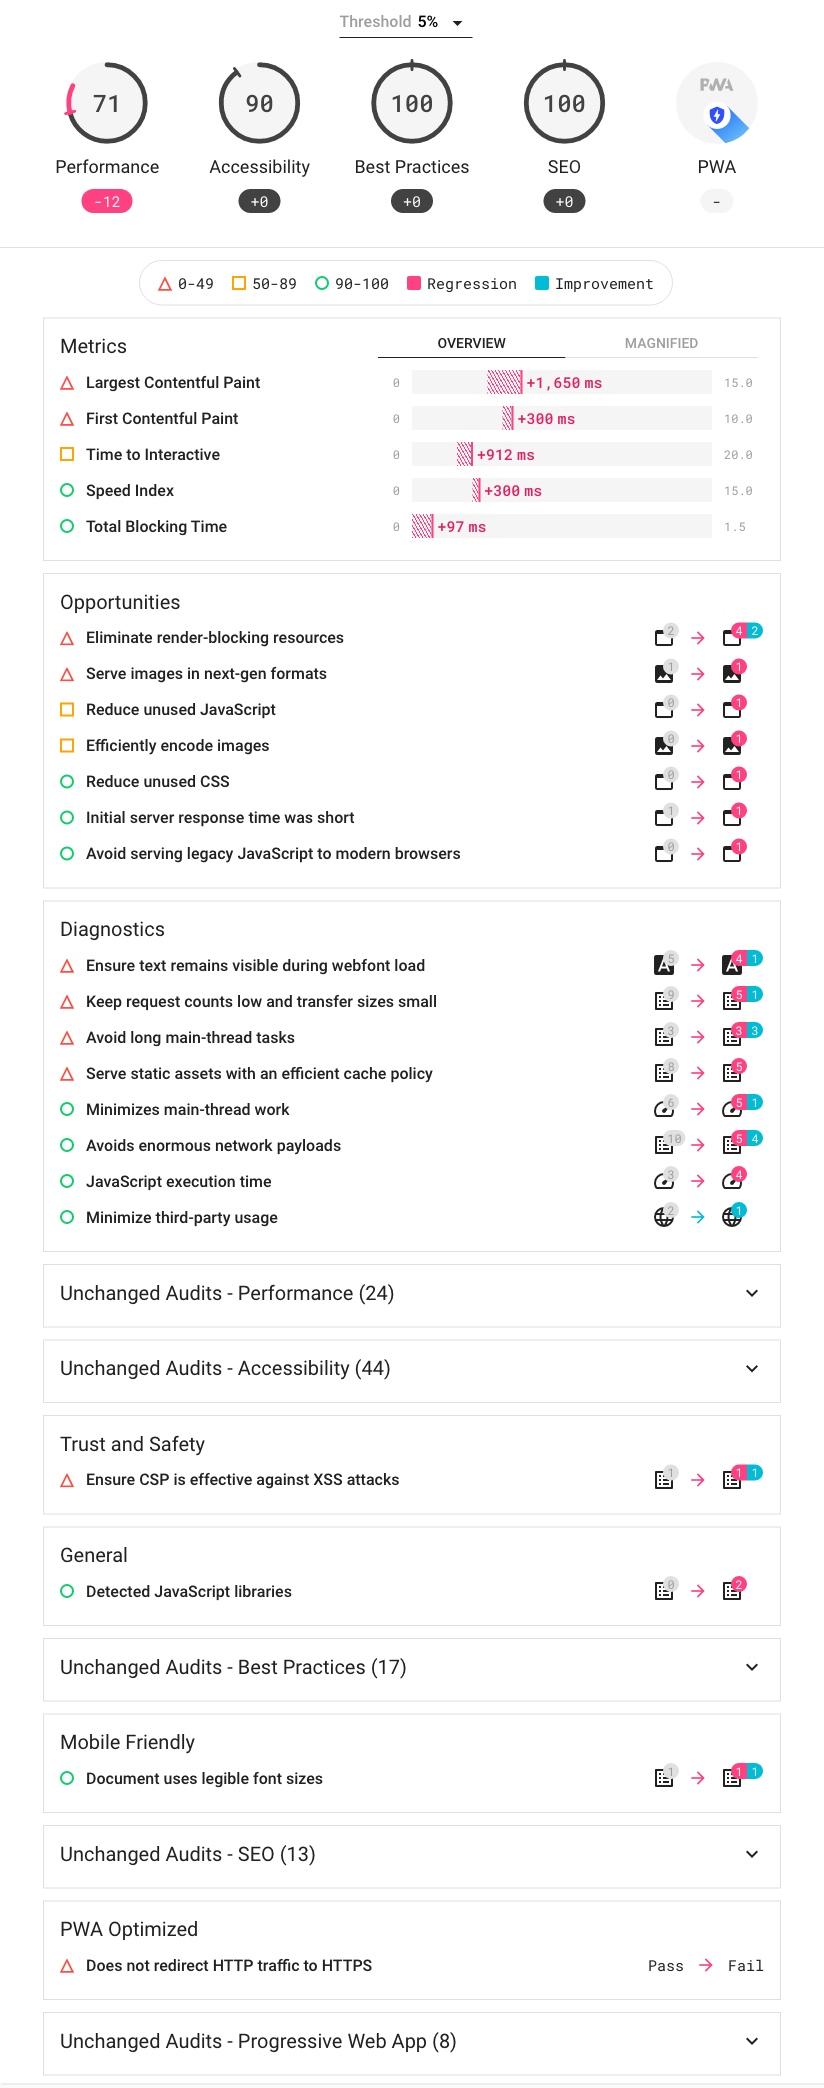 Threshold 5%
71 90 100 100 PWA
Performance Accessibility Best Practices SEO PWA
-12 +0 +0 +0 -
0-49 50-89 90-100 Regression Improvement
Metrics OVERVIEW MAGNIFIED
Largest Contentful Paint 0 +1,650 ms 15.0
First Contentful Paint 0 +300 ms 10.0
Time to Interactive 0 +912 ms 20.0
Speed Index 0 +300 ms 15.0
Total Blocking Time 0 +97 ms 1.5
Opportunities
Eliminate render-blocking resources 2 → 4 2
Serve images in next-gen formats 1 → 1
Reduce unused JavaScript 0 → 1
Efficiently encode images 0 → 1
Reduce unused CSS 0 → 1
Initial server response time was short 1 → 1
Avoid serving legacy JavaScript to modern browsers 0 → 1
Diagnostics
Ensure text remains visible during webfont load A 5 → A 4 1
Keep request counts low and transfer sizes small 9 → 5 1
Avoid long main-thread tasks 3 → 3 3
Serve static assets with an efficient cache policy 8 → 5
Minimizes main-thread work 6 → 5 1
Avoids enormous network payloads 10 → 5 4
JavaScript execution time 3 → 4
Minimize third-party usage 2 → 1
Unchanged Audits - Performance (24)
Unchanged Audits - Accessibility (44)
Trust and Safety
Ensure CSP is effective against XSS attacks 1 → 1 1
General
Detected JavaScript libraries 0 → 2
Unchanged Audits - Best Practices (17)
Mobile Friendly
Document uses legible font sizes 1 → 1 1
Unchanged Audits - SEO (13)
PWA Optimized
Does not redirect HTTP traffic to HTTPS Pass → Fail
Unchanged Audits - Progressive Web App (8)